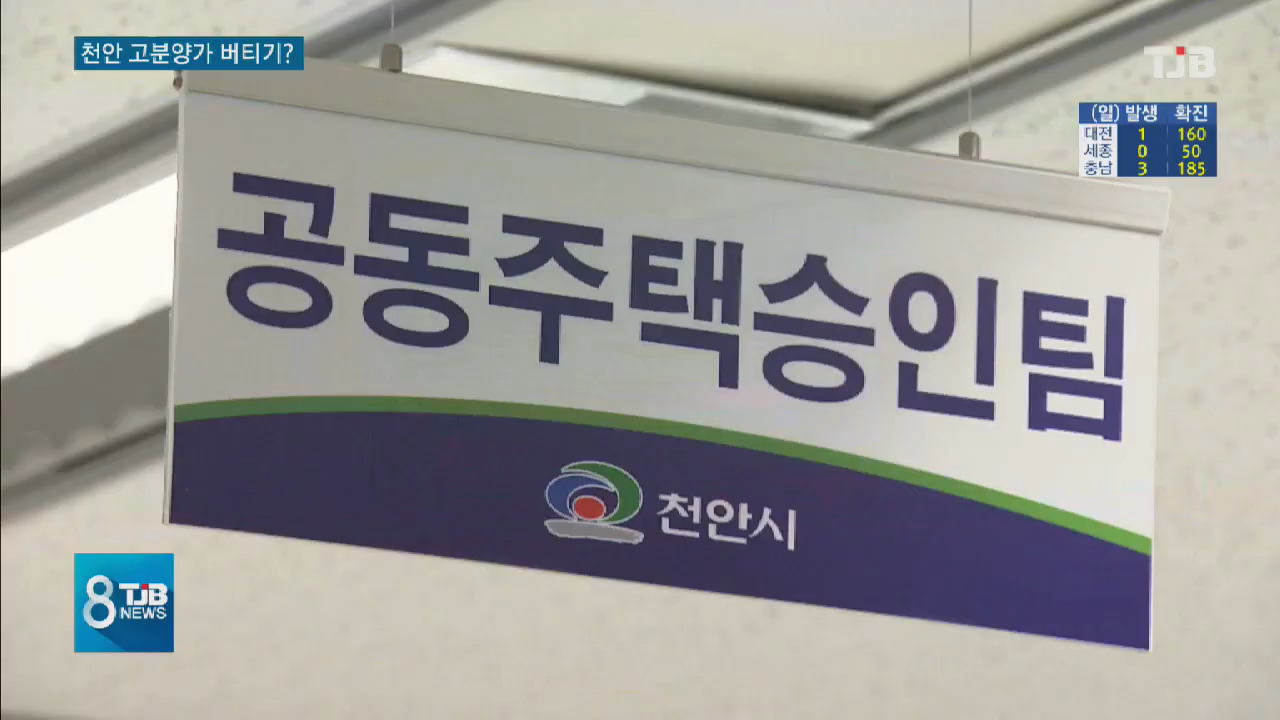 천안 고분양가 버티기?
TJB
(일) 발생 확진
대전 1 160
세종 0 50
충남 3 185
공동주택승인팀
천안시
8 TJB
NEWS